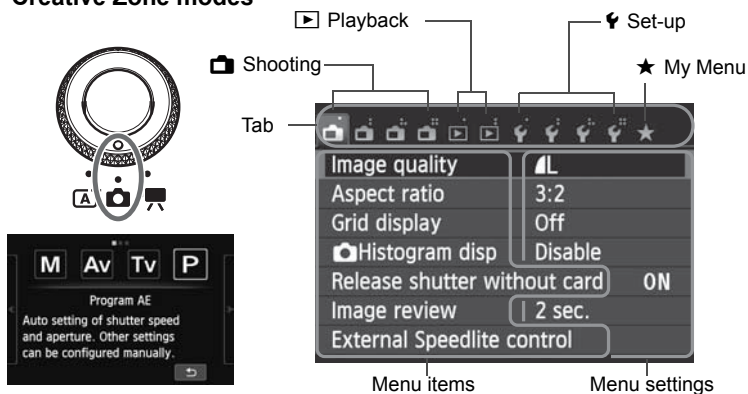 Creative Zone modes
Playback
Set-up
Shooting
My Menu
Tab
Image quality L
Aspect ratio 3:2
Grid display Off
Histogram disp Disable
Release shutter without card ON
Image review 2 sec.
External Speedlite control
A
M Av Tv P
Program AE
Auto setting of shutter speed
and aperture. Other settings
can be configured manually.
Menu items
Menu settings